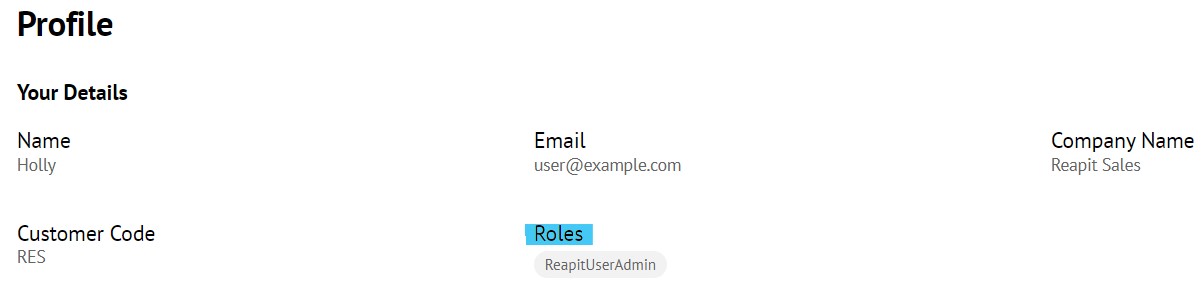 Profile
Your Details
Name
Holly
Email
user@example.com
Company Name
Reapit Sales
Customer Code
RES
Roles
ReapitUserAdmin